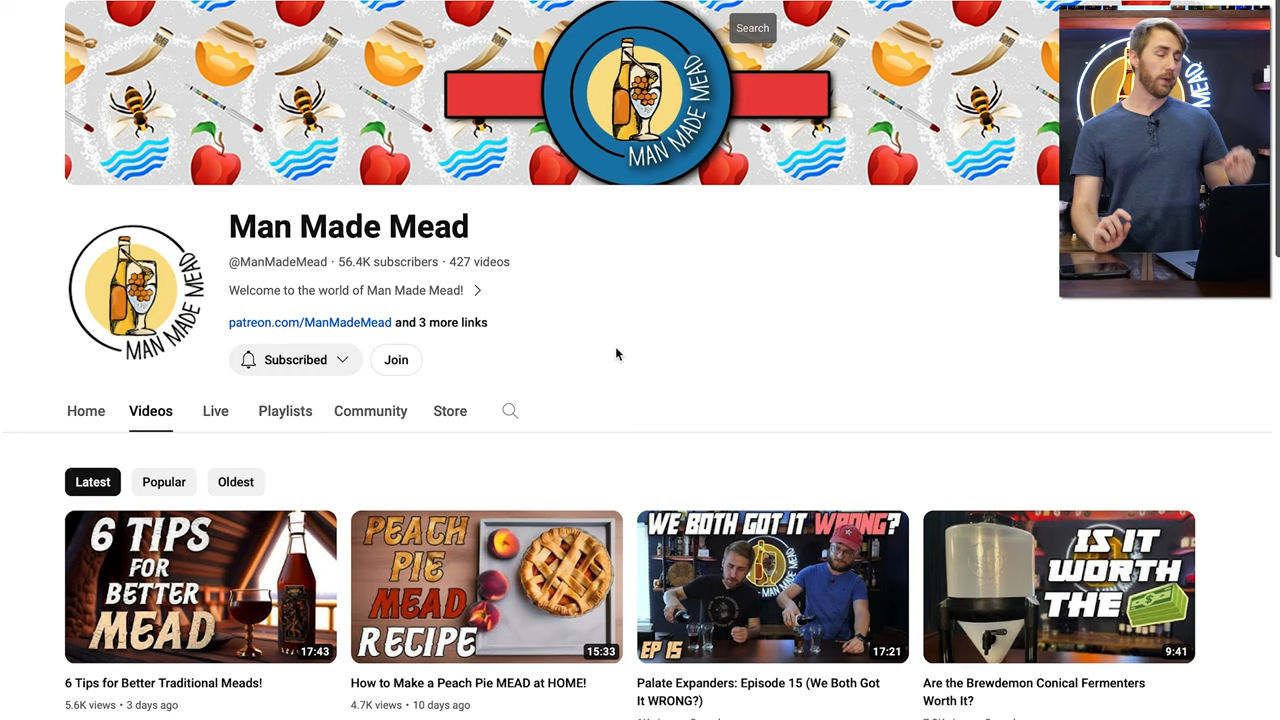 Search
MAN MADE MEAD
MEAD
Man Made Mead
@ManMadeMead · 56.4K subscribers · 427 videos
Welcome to the world of Man Made Mead!
patreon.com/ManMadeMead and 3 more links
Subscribed
Join
MAN MADE MEAD
Home Videos Live Playlists Community Store
Latest Popular Oldest
6 TIPS
FOR
BETTER
MEAD
17:43
PEACH
PIE
MEAD
RECIPE
15:33
WE BOTH GOT IT WRONG?
MAN MADE MEAD
EP 15
17:21
IS IT
WORTH
THE
9:41
6 Tips for Better Traditional Meads!
5.6K views • 3 days ago
How to Make a Peach Pie MEAD at HOME!
4.7K views • 10 days ago
Palate Expanders: Episode 15 (We Both Got
It WRONG?)
Are the Brewdemon Conical Fermenters
Worth It?